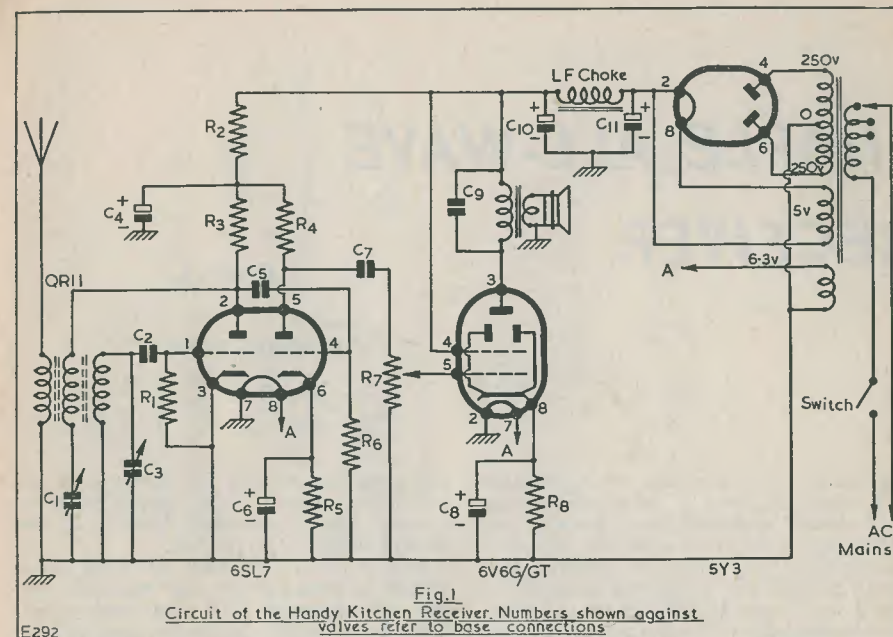 250v
4
2
LF Choke
O
R2
C10
C11
8
6
250v
C4
R3
R4
C9
5v
C7
6·3v
A
QR11
C5
2
5
3
C2
1
4
4
R7
5
R1
3
7
8
6
2
7
8
Switch
A
R6
A
C1
C3
C6
R5
C8
R8
AC
Mains
6SL7
6V6G/GT
5Y3
Fig.1
Circuit of the Handy Kitchen Receiver. Numbers shown against
valves refer to base connections
E292